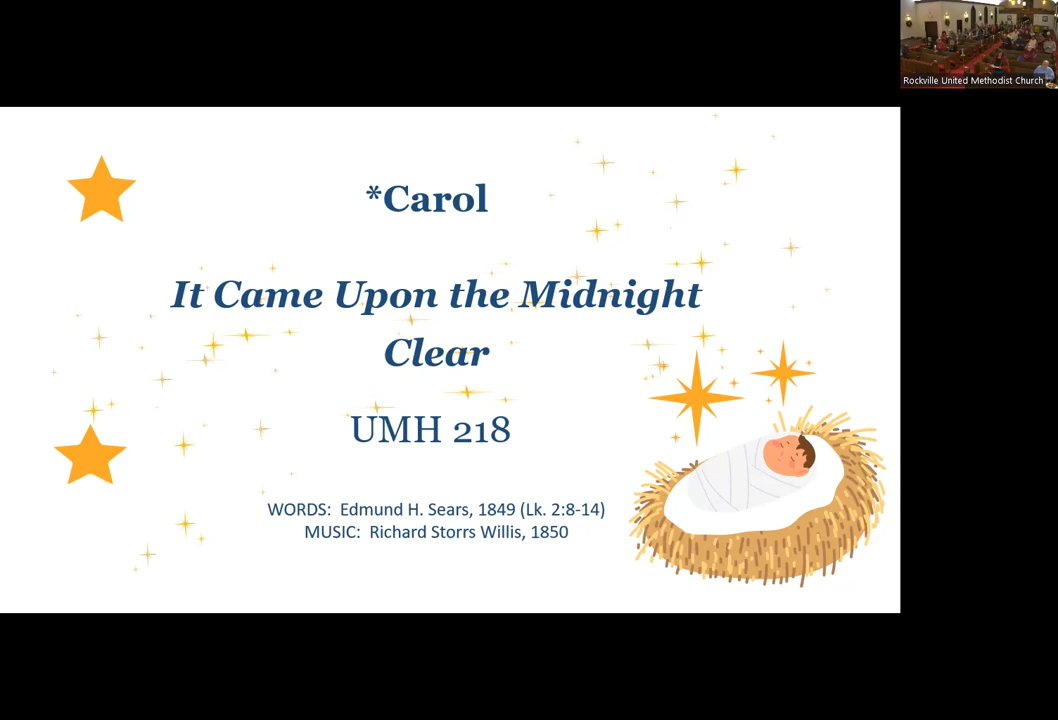 Rockville United Methodist Church
*Carol
It Came Upon the Midnight
Clear
UMH 218
WORDS: Edmund H. Sears, 1849 (Lk. 2:8-14)
MUSIC: Richard Storrs Willis, 1850